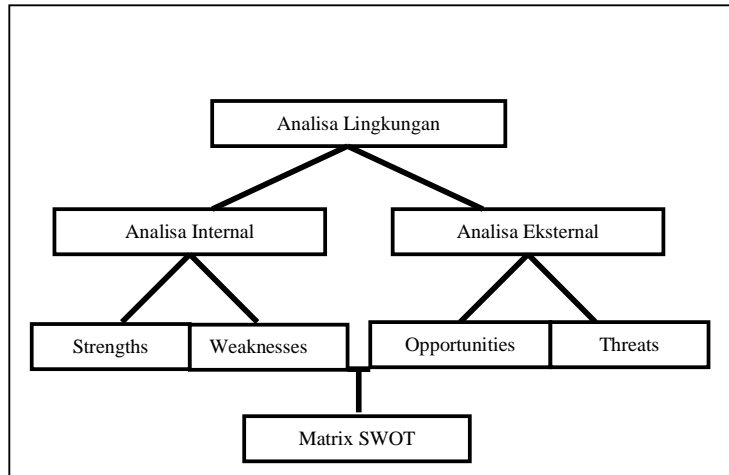 Analisa Lingkungan
Analisa Internal
Analisa Eksternal
Strengths
Weaknesses
Opportunities
Threats
Matrix SWOT